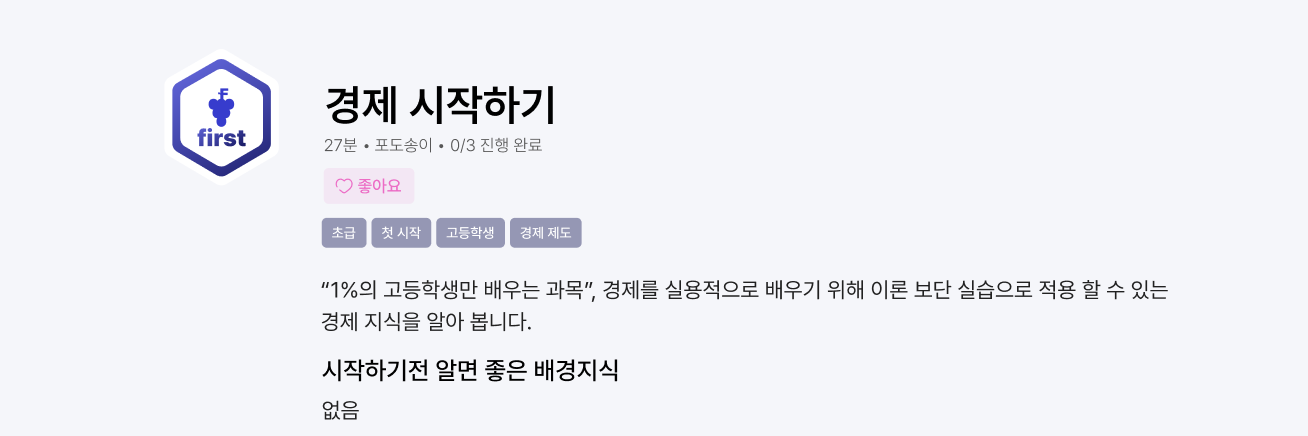 F
first
경제 시작하기
27분 • 포도송이 • 0/3 진행 완료
좋아요
초급 첫 시작 고등학생 경제 제도
“1%의 고등학생만 배우는 과목”, 경제를 실용적으로 배우기 위해 이론 보단 실습으로 적용 할 수 있는
경제 지식을 알아 봅니다.
시작하기전 알면 좋은 배경지식
없음